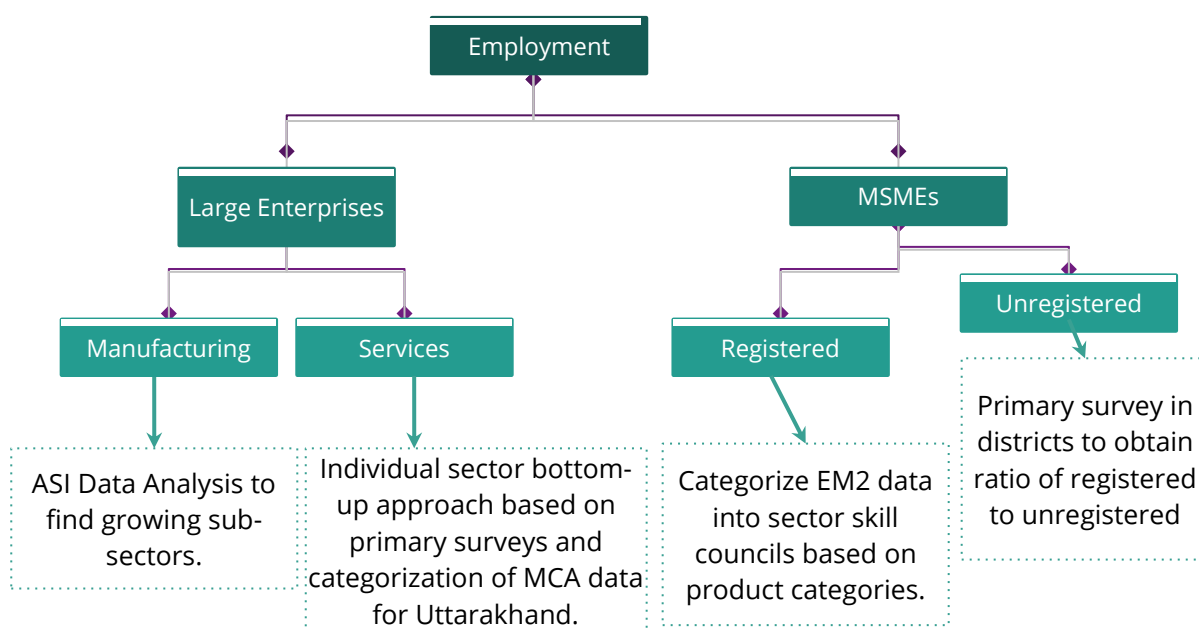 Employment
Large Enterprises
MSMEs
Manufacturing
Services
Registered
Unregistered
ASI Data Analysis to
find growing sub-
sectors.
Individual sector bottom-
up approach based on
primary surveys and
categorization of MCA data
for Uttarakhand.
Categorize EM2 data
into sector skill
councils based on
product categories.
Primary survey in
districts to obtain
ratio of registered
to unregistered